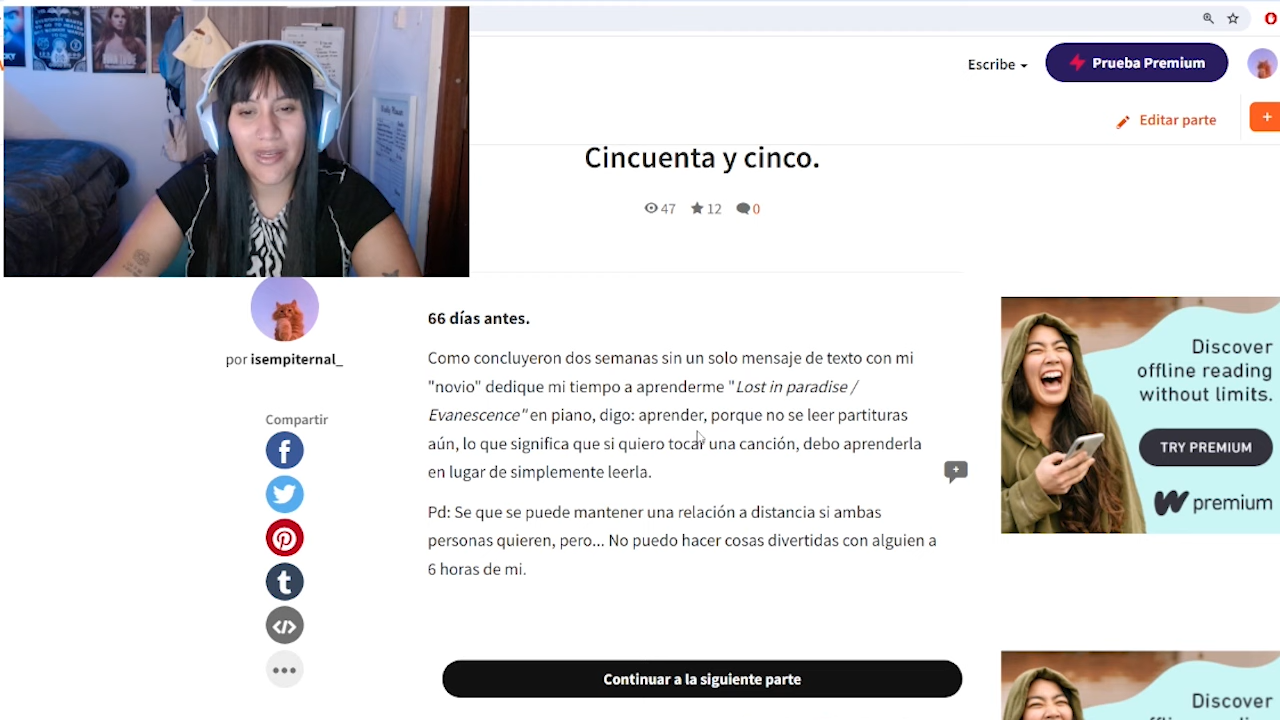 Escribe
Prueba Premium
Editar parte
+
Cincuenta y cinco.
47 12 0
por isempiternal_
Compartir
66 días antes.
Como concluyeron dos semanas sin un solo mensaje de texto con mi
"novio" dedique mi tiempo a aprenderme "Lost in paradise /
Evanescence" en piano, digo: aprender, porque no se leer partituras
aún, lo que significa que si quiero tocar una canción, debo aprenderla
en lugar de simplemente leerla.
+
Pd: Se que se puede mantener una relación a distancia si ambas
personas quieren, pero... No puedo hacer cosas divertidas con alguien a
6 horas de mi.
Continuar a la siguiente parte
Discover
offline reading
without limits.
TRY PREMIUM
premium
Discover